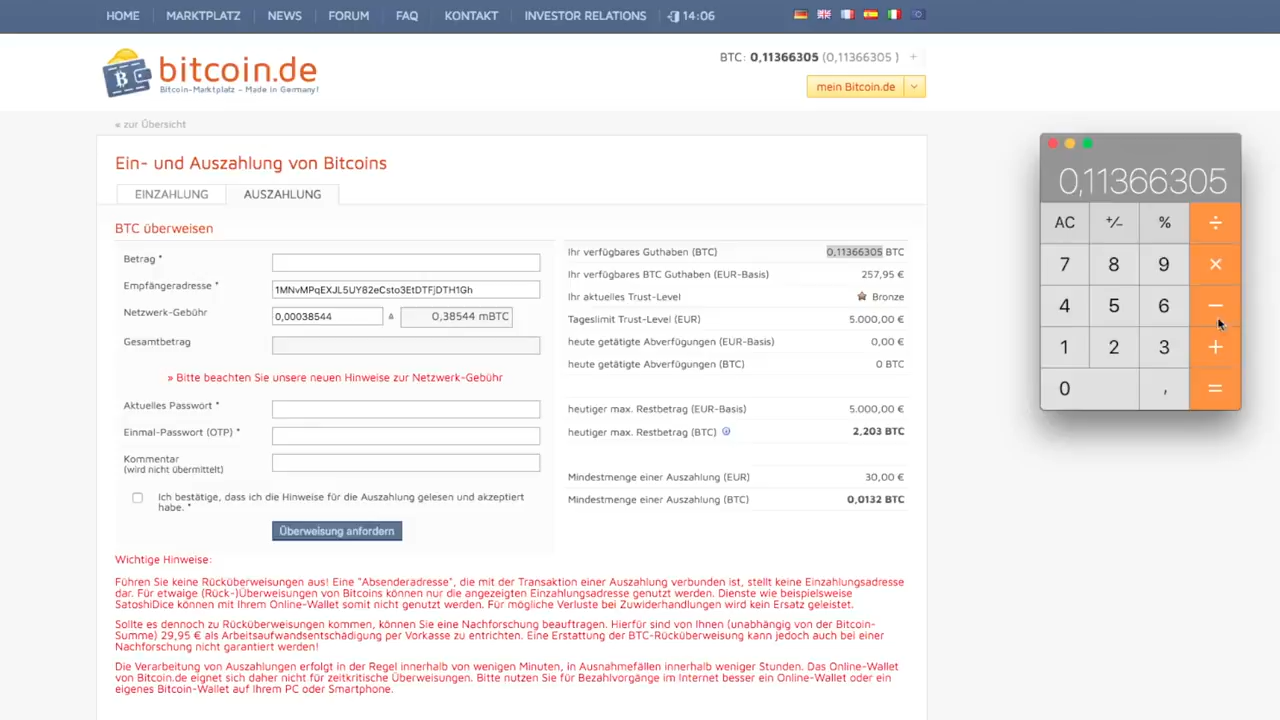 HOME MARKTPLATZ NEWS FORUM FAQ KONTAKT INVESTOR RELATIONS 14:06
bitcoin.de
Bitcoin-Marktplatz - Made in Germany!
BTC: 0,11366305 (0,11366305 ) +
mein Bitcoin.de
« zur Übersicht
Ein- und Auszahlung von Bitcoins
EINZAHLUNG AUSZAHLUNG
BTC überweisen
Betrag *
Empfängeradresse * 1MNvMPqEXJL5UY82eCsto3EtDTFjDTH1Gh
Netzwerk-Gebühr 0,00038544 ≙ 0,38544 mBTC
Gesamtbetrag
» Bitte beachten Sie unsere neuen Hinweise zur Netzwerk-Gebühr
Aktuelles Passwort *
Einmal-Passwort (OTP) *
Kommentar
(wird nicht übermittelt)
Ich bestätige, dass ich die Hinweise für die Auszahlung gelesen und akzeptiert
habe. *
Überweisung anfordern
Ihr verfügbares Guthaben (BTC) 0,11366305 BTC
Ihr verfügbares BTC Guthaben (EUR-Basis) 257,95 €
Ihr aktuelles Trust-Level Bronze
Tageslimit Trust-Level (EUR) 5.000,00 €
heute getätigte Abverfügungen (EUR-Basis) 0,00 €
heute getätigte Abverfügungen (BTC) 0 BTC
heutiger max. Restbetrag (EUR-Basis) 5.000,00 €
heutiger max. Restbetrag (BTC) 2,203 BTC
Mindestmenge einer Auszahlung (EUR) 30,00 €
Mindestmenge einer Auszahlung (BTC) 0,0132 BTC
Wichtige Hinweise:
Führen Sie keine Rücküberweisungen aus! Eine "Absenderadresse", die mit der Transaktion einer Auszahlung verbunden ist, stellt keine Einzahlungsadresse
dar. Für etwaige (Rück-)Überweisungen von Bitcoins können nur die angezeigten Einzahlungsadresse genutzt werden. Dienste wie beispielsweise
SatoshiDice können mit Ihrem Online-Wallet somit nicht genutzt werden. Für mögliche Verluste bei Zuwiderhandlungen wird kein Ersatz geleistet.
Sollte es dennoch zu Rücküberweisungen kommen, können Sie eine Nachforschung beauftragen. Hierfür sind von Ihnen (unabhängig von der Bitcoin-
Summe) 29,95 € als Arbeitsaufwandsentschädigung per Vorkasse zu entrichten. Eine Erstattung der BTC-Rücküberweisung kann jedoch auch bei einer
Nachforschung nicht garantiert werden!
Die Verarbeitung von Auszahlungen erfolgt in der Regel innerhalb von wenigen Minuten, in Ausnahmefällen innerhalb weniger Stunden. Das Online-Wallet
von Bitcoin.de eignet sich daher nicht für zeitkritische Überweisungen. Bitte nutzen Sie für Bezahlvorgänge im Internet besser ein Online-Wallet oder ein
eigenes Bitcoin-Wallet auf Ihrem PC oder Smartphone.
0,11366305
AC +/- % ÷
7 8 9 ×
4 5 6 −
1 2 3 +
0 , =